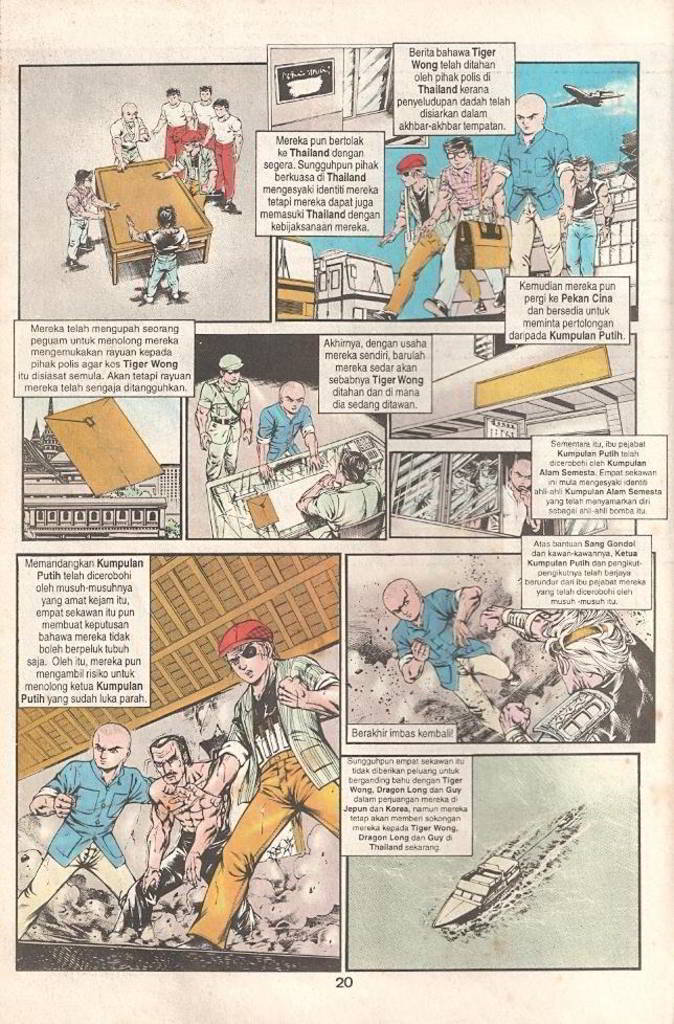 Berita bahawa Tiger
Wong telah ditahan
oleh pihak polis di
Thailand kerana
penyeludupan dadah telah
disiarkan dalam
akhbar-akhbar tempatan.
Mereka pun bertolak
ke Thailand dengan
segera. Sungguhpun pihak
berkuasa di Thailand
mengesyaki identiti mereka
tetapi mereka dapat juga
memasuki Thailand dengan
kebijaksanaan mereka.
Kemudian mereka pun
pergi ke Pekan Cina
dan bersedia untuk
meminta pertolongan
daripada Kumpulan Putih.
Mereka telah mengupah seorang
peguam untuk menolong mereka
mengemukakan rayuan kepada
pihak polis agar kos Tiger Wong
itu disiasat semula. Akan tetapi rayuan
mereka telah sengaja ditangguhkan.
Akhirnya, dengan usaha
mereka sendiri, barulah
mereka sedar akan
sebabnya Tiger Wong
ditahan dan di mana
dia sedang ditawan.
Sementara itu, ibu pejabat
Kumpulan Putih telah
dicerobohi oleh Kumpulan
Alam Semesta. Empat sekawan
ini mula mengesyaki identiti
ahli-ahli Kumpulan Alam Semesta
yang telah menyamarkan diri
sebagai ahli-ahli bomba itu.
Memandangkan Kumpulan
Putih telah dicerobohi
oleh musuh-musuhnya
yang amat kejam itu,
empat sekawan itu pun
membuat keputusan
bahawa mereka tidak
boleh berpeluk tubuh
saja. Oleh itu, mereka pun
mengambil risiko untuk
menolong ketua Kumpulan
Putih yang sudah luka parah.
Atas bantuan Sang Gondol
dan kawan-kawannya, Ketua
Kumpulan Putih dan pengikut-
pengikutnya telah berjaya
berundur dari ibu pejabat mereka
yang telah dicerobohi oleh
musuh -musuh itu.
Berakhir imbas kembali!
Sungguhpun empat sekawan itu
tidak diberikan peluang untuk
berganding bahu dengan Tiger
Wong, Dragon Long dan Guy
dalam perjuangan mereka di
Jepun dan Korea, namun mereka
tetap akan memberi sokongan
mereka kepada Tiger Wong,
Dragon Long dan Guy di
Thailand sekarang.
20